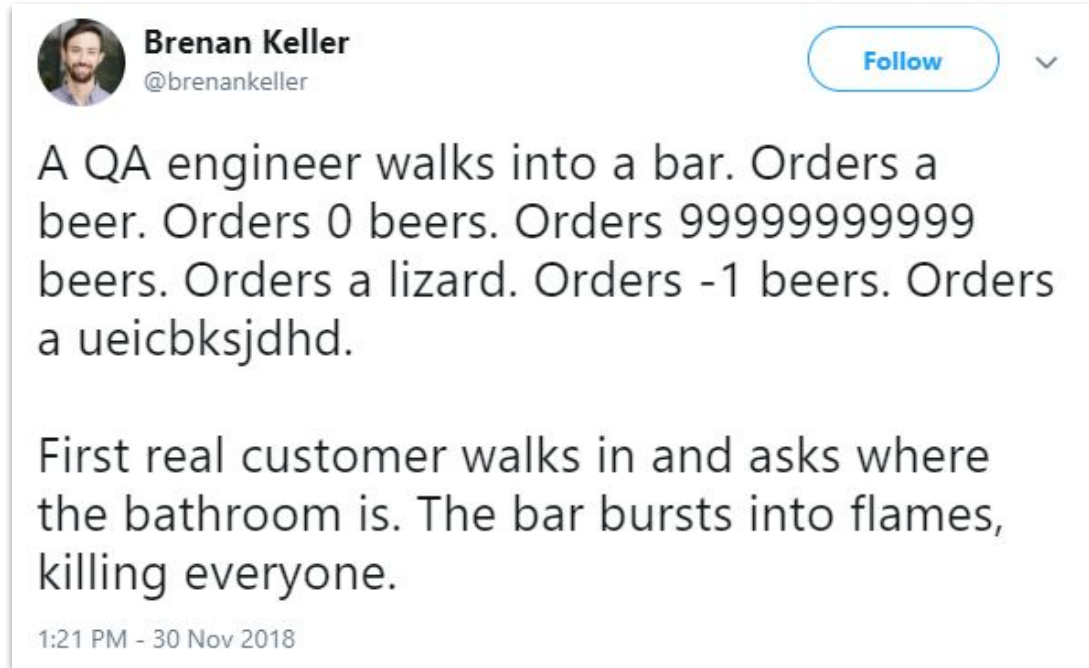 Brenan Keller
@brenankeller
Follow
A QA engineer walks into a bar. Orders a
beer. Orders 0 beers. Orders 99999999999
beers. Orders a lizard. Orders -1 beers. Orders
a ueicbksjdhd.
First real customer walks in and asks where
the bathroom is. The bar bursts into flames,
killing everyone.
1:21 PM - 30 Nov 2018